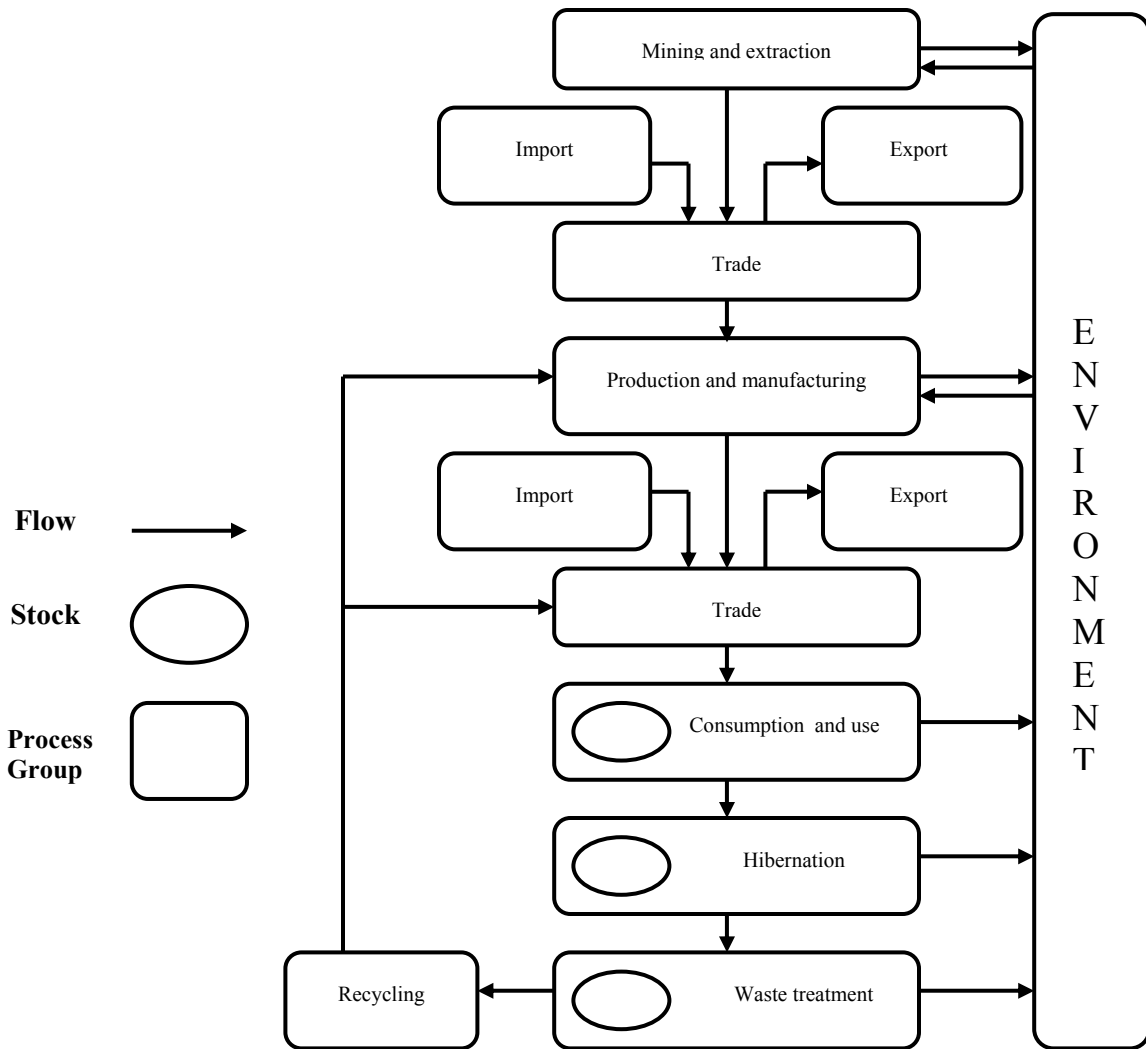 Mining and extraction
Import
Export
Trade
Production and manufacturing
Import
Export
Trade
Consumption and use
Hibernation
Waste treatment
Recycling
Flow
Stock
Process
Group
E
N
V
I
R
O
N
M
E
N
T